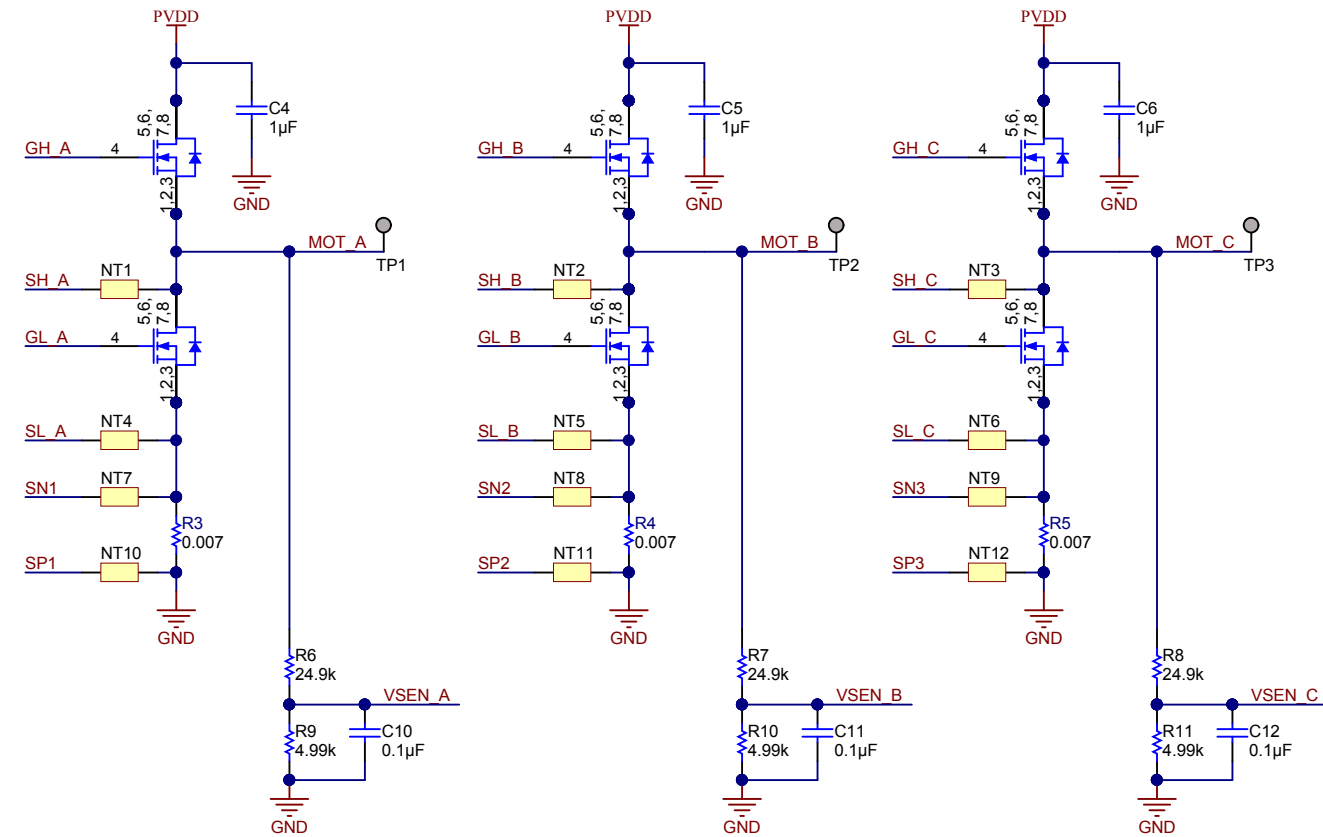 PVDD
C4
1µF
5,6,
7,8
GH_A
4
1,2,3
GND
MOT_A
TP1
SH_A
NT1
5,6,
7,8
GL_A
4
1,2,3
SL_A
NT4
SN1
NT7
R3
0.007
SP1
NT10
GND
R6
24.9k
VSEN_A
R9
4.99k
C10
0.1µF
GND
PVDD
C5
1µF
5,6,
7,8
GH_B
4
1,2,3
GND
MOT_B
TP2
SH_B
NT2
5,6,
7,8
GL_B
4
1,2,3
SL_B
NT5
SN2
NT8
R4
0.007
SP2
NT11
GND
R7
24.9k
VSEN_B
R10
4.99k
C11
0.1µF
GND
PVDD
C6
1µF
5,6,
7,8
GH_C
4
1,2,3
GND
MOT_C
TP3
SH_C
NT3
5,6,
7,8
GL_C
4
1,2,3
SL_C
NT6
SN3
NT9
R5
0.007
SP3
NT12
GND
R8
24.9k
VSEN_C
R11
4.99k
C12
0.1µF
GND